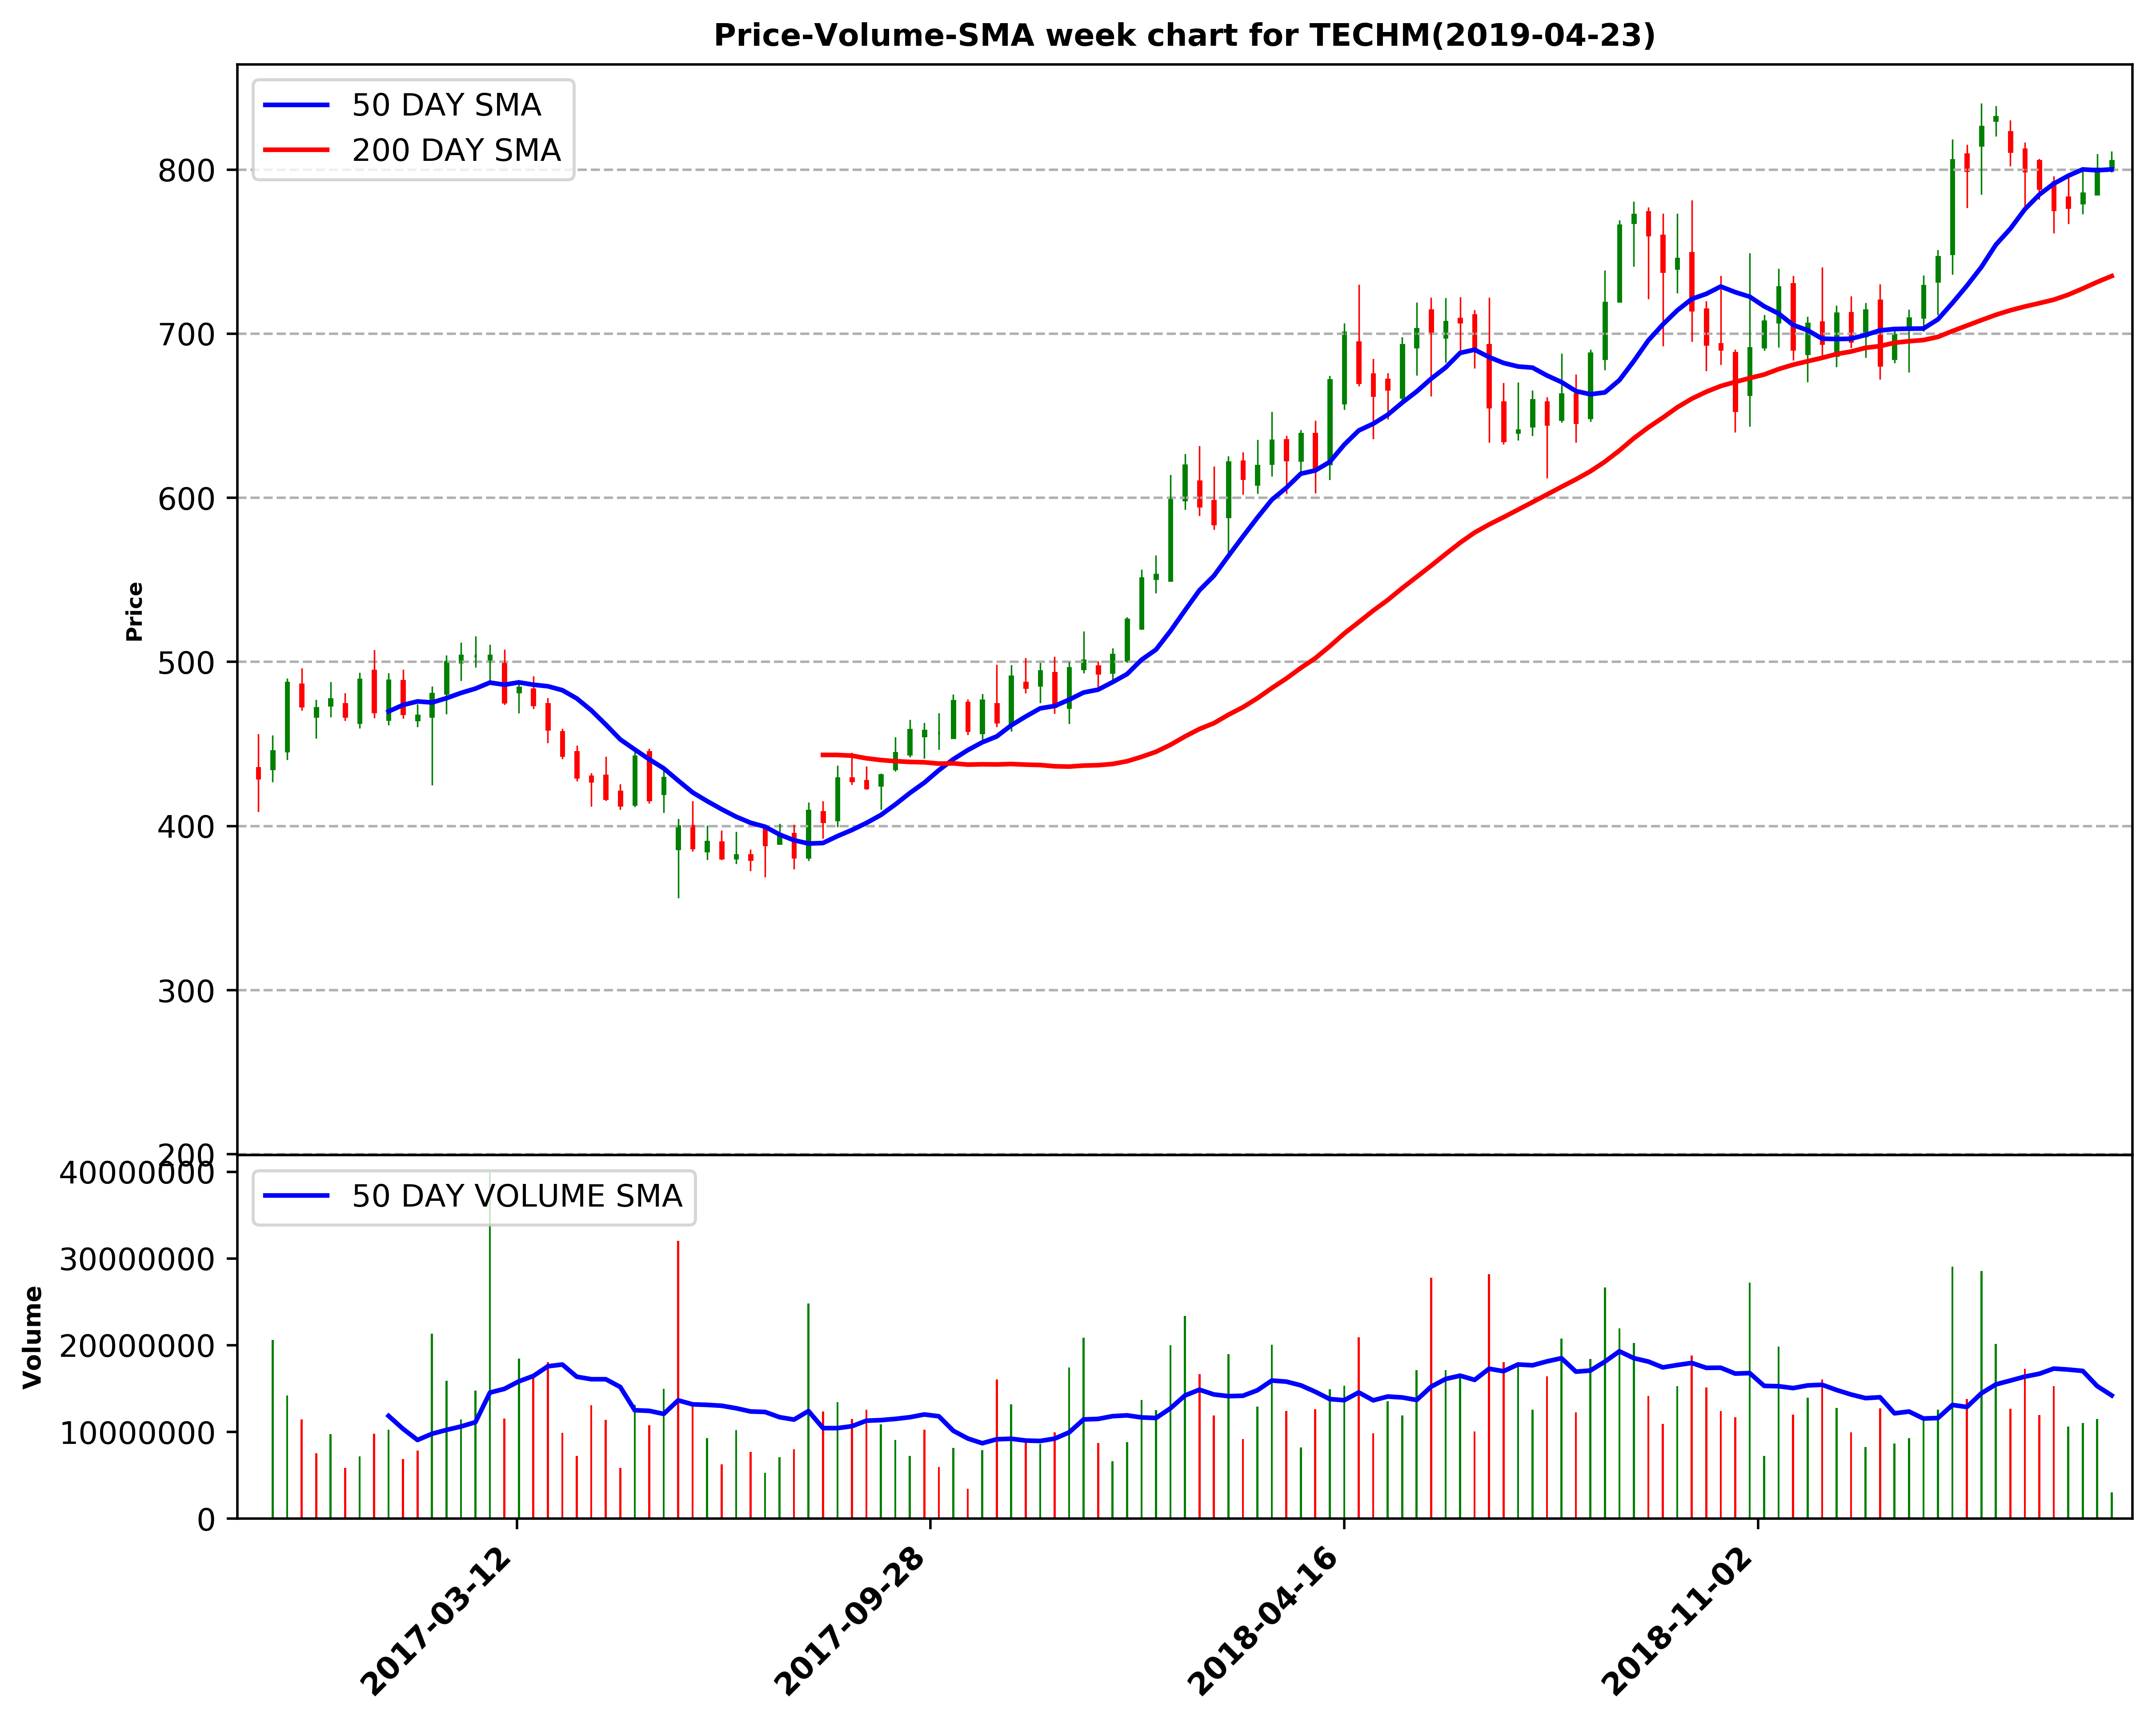 Price-Volume-SMA week chart for TECHM(2019-04-23)
50 DAY SMA
200 DAY SMA
800
700
600
500
400
300
200
Price
50 DAY VOLUME SMA
40000000
30000000
20000000
10000000
0
Volume
2017-03-12
2017-09-28
2018-04-16
2018-11-02